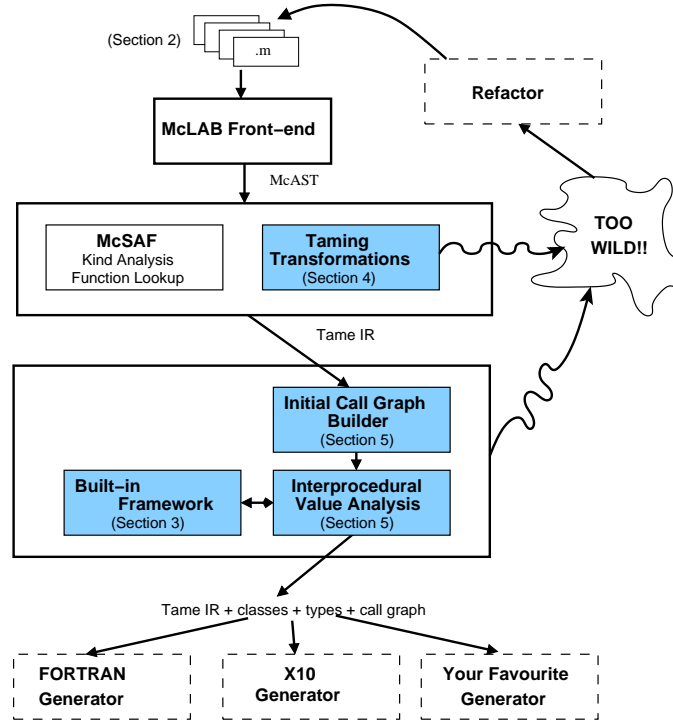 (Section 2)
.m
Refactor
McLAB Front–end
McAST
TOO
WILD!!
McSAF
Kind Analysis
Function Lookup
Taming
Transformations
(Section 4)
Tame IR
Initial Call Graph
Builder
(Section 5)
Built–in
Framework
(Section 3)
Interprocedural
Value Analysis
(Section 5)
Tame IR + classes + types + call graph
FORTRAN
Generator
X10
Generator
Your Favourite
Generator